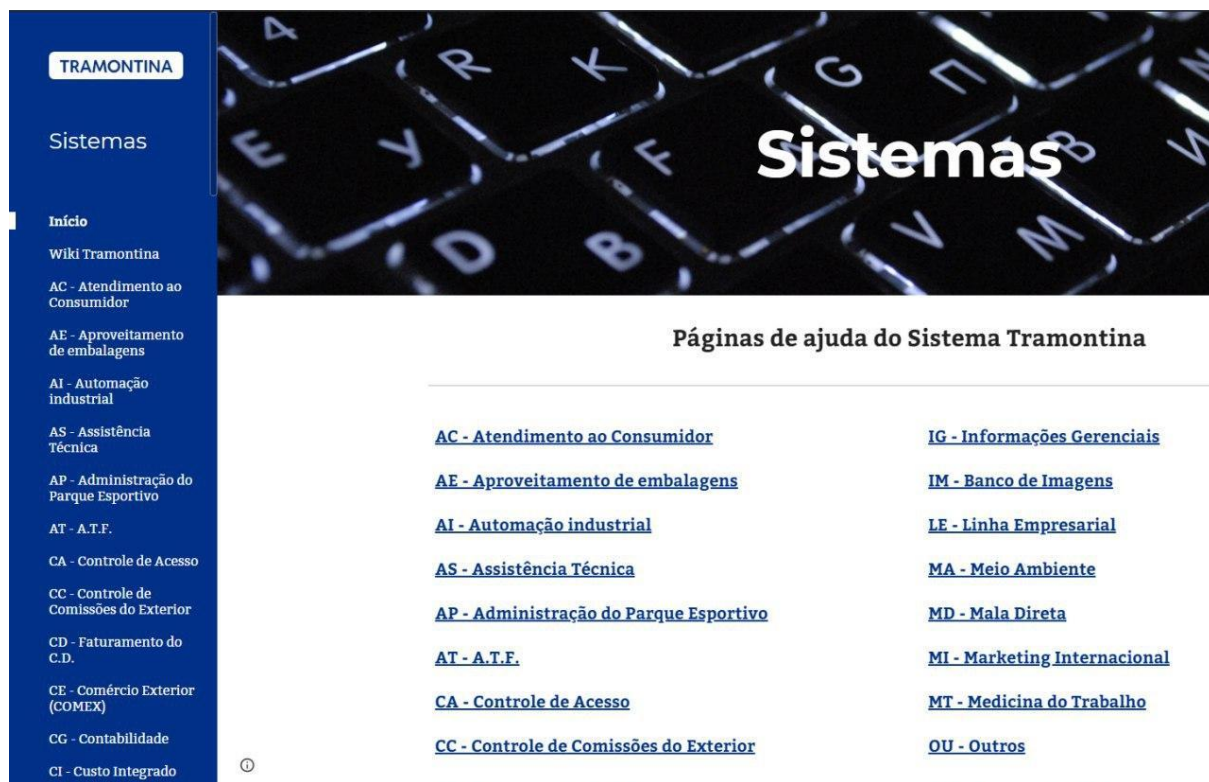 TRAMONTINA
Sistemas
Início
Wiki Tramontina
AC - Atendimento ao
Consumidor
AE - Aproveitamento
de embalagens
AI - Automação
industrial
AS - Assistência
Técnica
AP - Administração do
Parque Esportivo
AT - A.T.F.
CA - Controle de Acesso
CC - Controle de
Comissões do Exterior
CD - Faturamento do
C.D.
CE - Comércio Exterior
(COMEX)
CG - Contabilidade
CI - Custo Integrado
Sistemas
Páginas de ajuda do Sistema Tramontina
AC - Atendimento ao Consumidor
AE - Aproveitamento de embalagens
AI - Automação industrial
AS - Assistência Técnica
AP - Administração do Parque Esportivo
AT - A.T.F.
CA - Controle de Acesso
CC - Controle de Comissões do Exterior
IG - Informações Gerenciais
IM - Banco de Imagens
LE - Linha Empresarial
MA - Meio Ambiente
MD - Mala Direta
MI - Marketing Internacional
MT - Medicina do Trabalho
OU - Outros